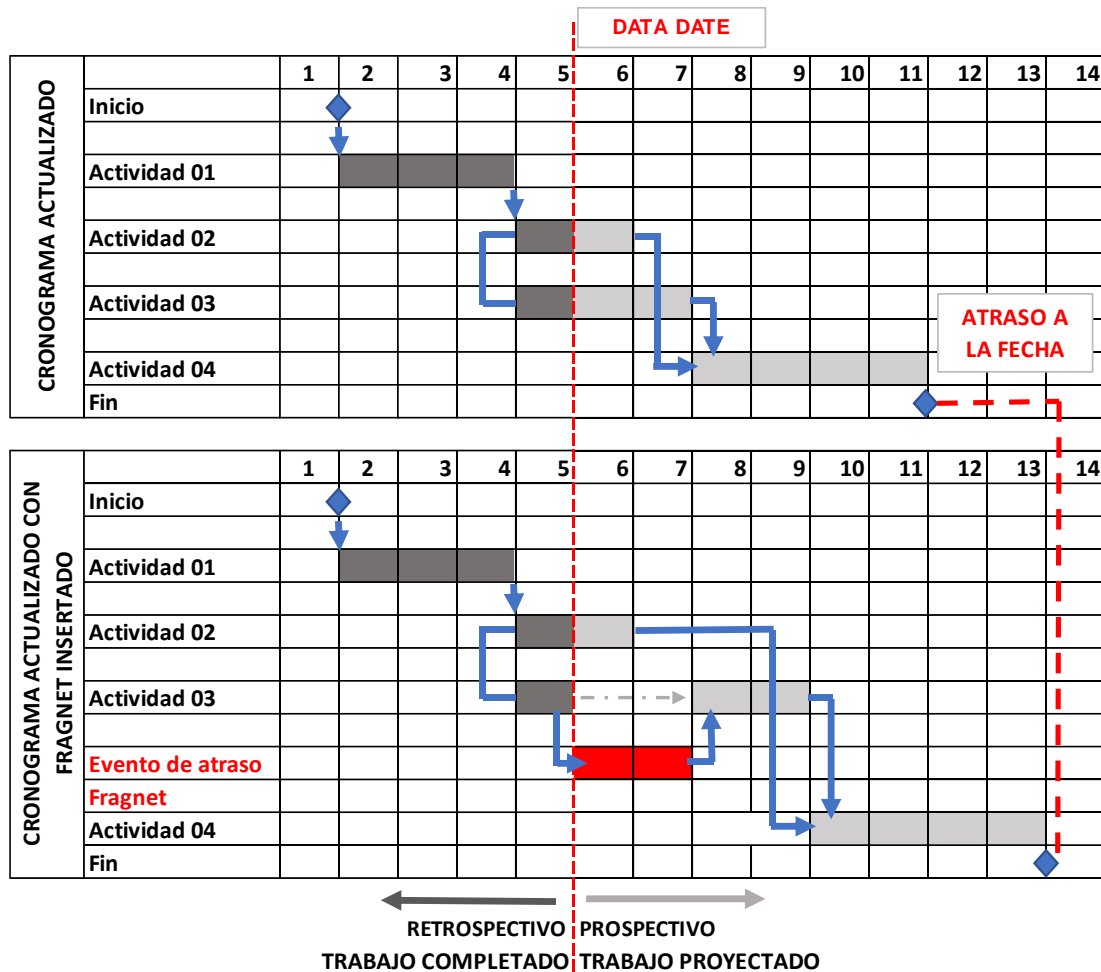 DATA DATE
CRONOGRAMA ACTUALIZADO
1 2 3 4 5 6 7 8 9 10 11 12 13 14
Inicio
Actividad 01
Actividad 02
Actividad 03
ATRASO A
LA FECHA
Actividad 04
Fin
CRONOGRAMA ACTUALIZADO CON
FRAGNET INSERTADO
1 2 3 4 5 6 7 8 9 10 11 12 13 14
Inicio
Actividad 01
Actividad 02
Actividad 03
Evento de atraso
Fragnet
Actividad 04
Fin
RETROSPECTIVO PROSPECTIVO
TRABAJO COMPLETADO TRABAJO PROYECTADO